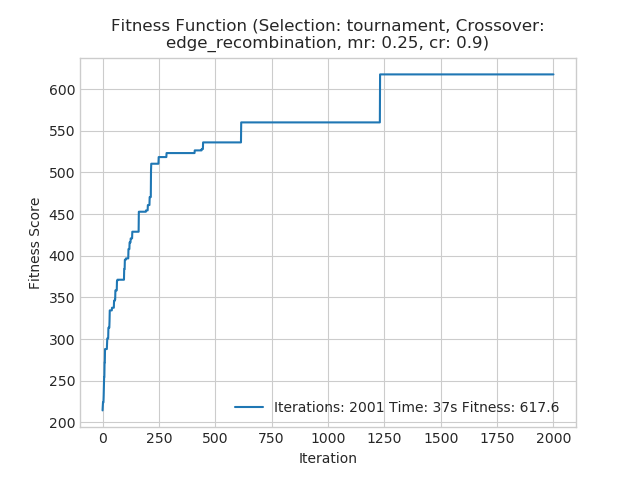 Fitness Function (Selection: tournament, Crossover:
edge_recombination, mr: 0.25, cr: 0.9)
Fitness Score
600
550
500
450
400
350
300
250
200
Iterations: 2001 Time: 37s Fitness: 617.6
0 250 500 750 1000 1250 1500 1750 2000
Iteration